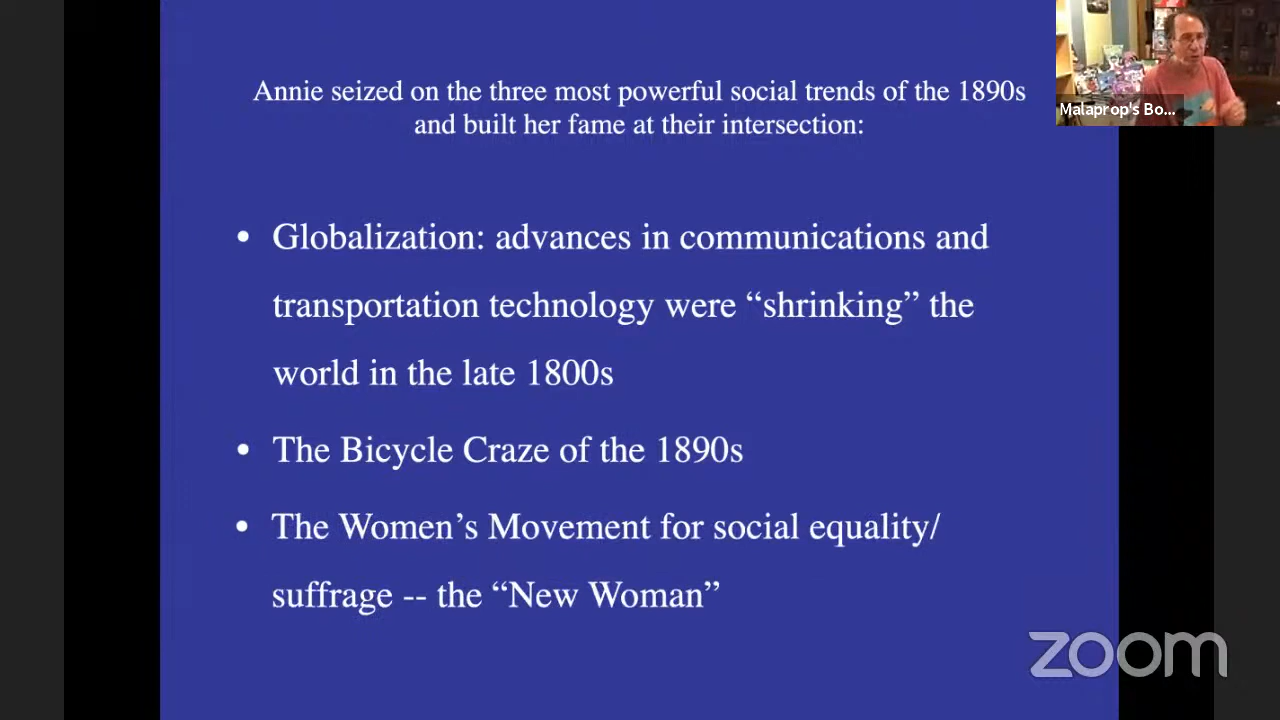 Annie seized on the three most powerful social trends of the 1890s
and built her fame at their intersection:
• Globalization: advances in communications and
transportation technology were “shrinking” the
world in the late 1800s
• The Bicycle Craze of the 1890s
• The Women’s Movement for social equality/
suffrage -- the “New Woman”
Malaprop's Bo...
zoom